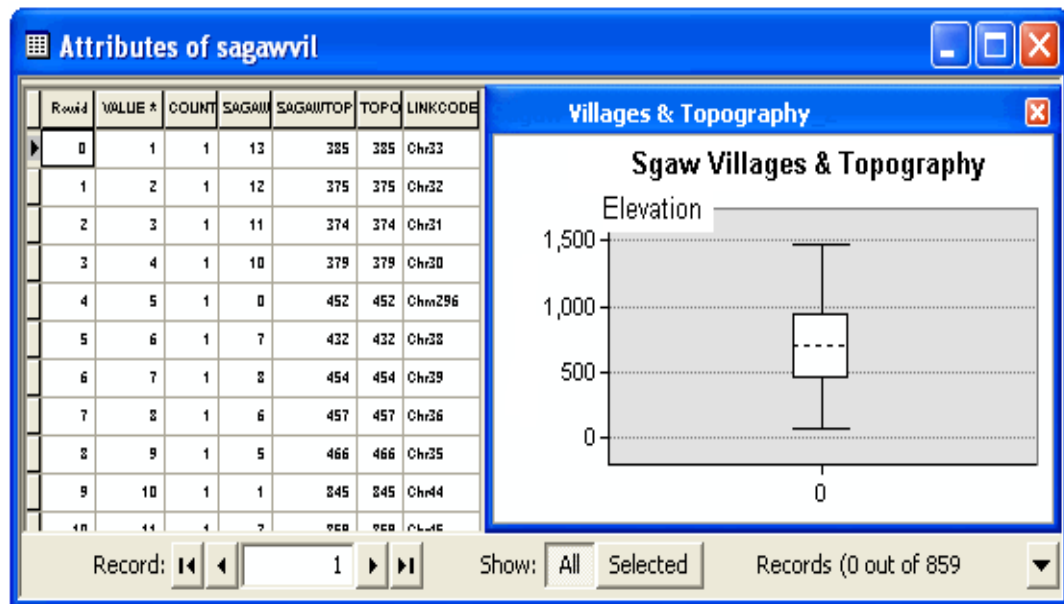 Attributes of sagawvil
Rowid VALUE * COUNT SAGAW SAGAWTOP TOPO LINKCODE
0 1 1 13 385 385 Chr33
1 2 1 12 375 375 Chr32
2 3 1 11 374 374 Chr31
3 4 1 10 379 379 Chr30
4 5 1 0 452 452 Chm296
5 6 1 7 432 432 Chr38
6 7 1 8 454 454 Chr39
7 8 1 6 457 457 Chr36
8 9 1 5 466 466 Chr35
9 10 1 1 845 845 Chr44
10 11 1
Villages & Topography
Sgaw Villages & Topography
Elevation
1,500
1,000
500
0
0
Record: 1 Show: All Selected Records (0 out of 859